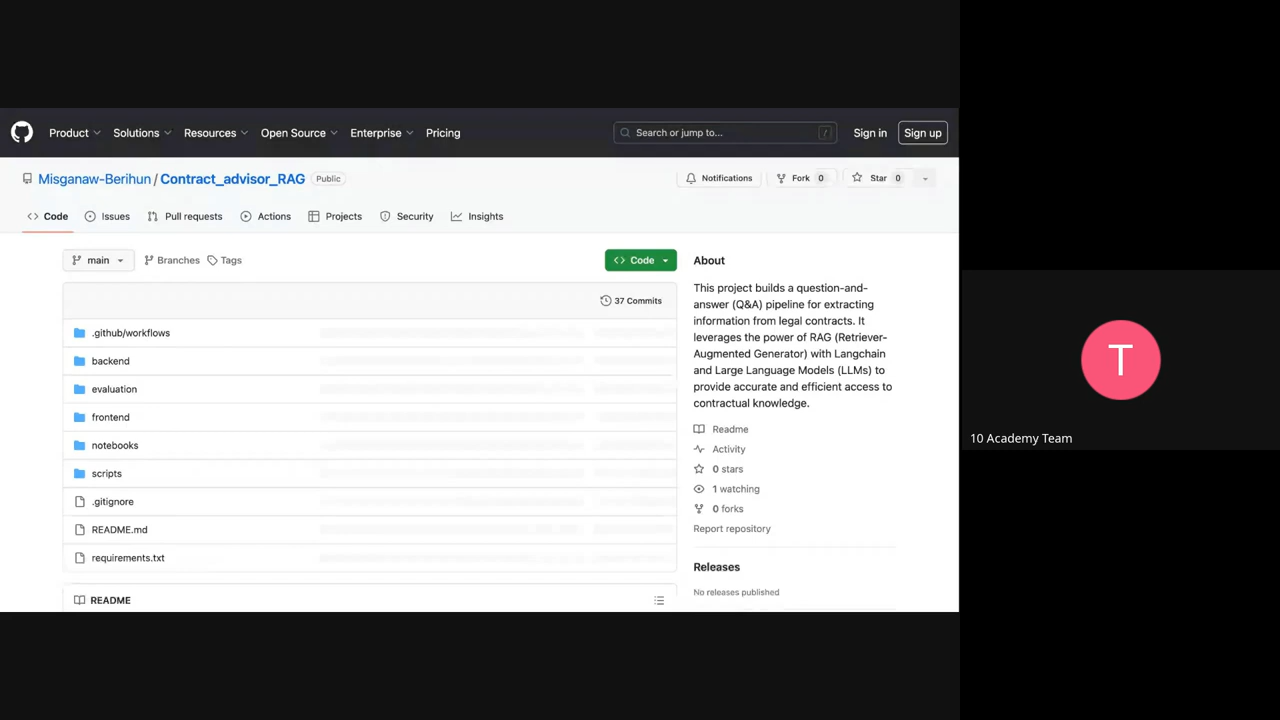 Product Solutions Resources Open Source Enterprise Pricing Search or jump to... / Sign in Sign up
Misganaw-Berihun / Contract_advisor_RAG Public Notifications Fork 0 Star 0
Code Issues Pull requests Actions Projects Security Insights
main Branches Tags Code
37 Commits
.github/workflows
backend
evaluation
frontend
notebooks
scripts
.gitignore
README.md
requirements.txt
README
About
This project builds a question-and-
answer (Q&A) pipeline for extracting
information from legal contracts. It
leverages the power of RAG (Retriever-
Augmented Generator) with Langchain
and Large Language Models (LLMs) to
provide accurate and efficient access to
contractual knowledge.
Readme
Activity
0 stars
1 watching
0 forks
Report repository
Releases
No releases published
T
10 Academy Team